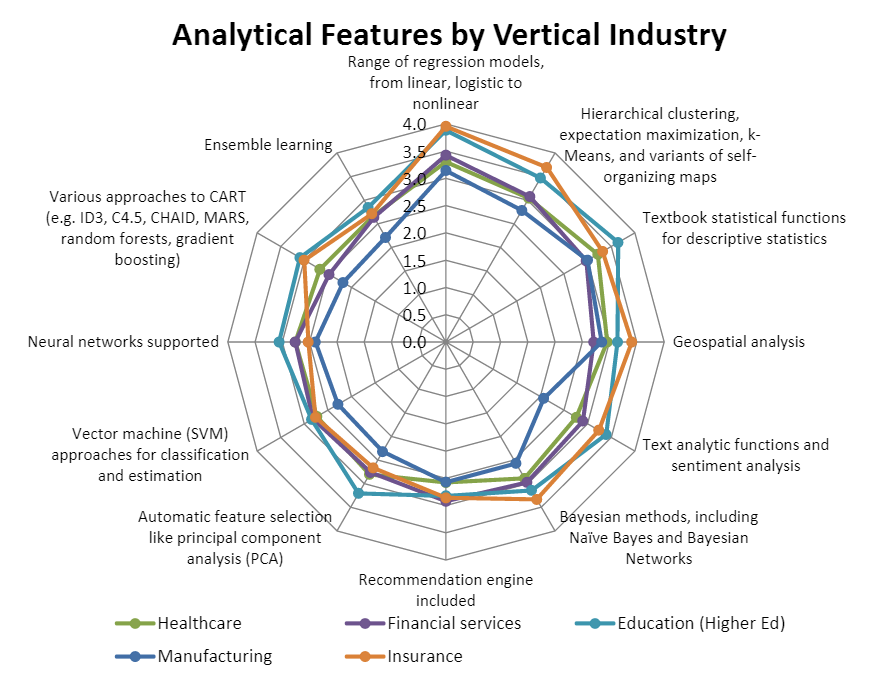 Analytical Features by Vertical Industry
Range of regression models,
from linear, logistic to
nonlinear
Hierarchical clustering,
expectation maximization, k-
Means, and variants of self-
organizing maps
Textbook statistical functions
for descriptive statistics
Geospatial analysis
Text analytic functions and
sentiment analysis
Bayesian methods, including
Naïve Bayes and Bayesian
Networks
Recommendation engine
included
Automatic feature selection
like principal component
analysis (PCA)
Vector machine (SVM)
approaches for classification
and estimation
Neural networks supported
Various approaches to CART
(e.g. ID3, C4.5, CHAID, MARS,
random forests, gradient
boosting)
Ensemble learning
4.0
3.5
3.0
2.5
2.0
1.5
1.0
0.5
0.0
Healthcare
Financial services
Education (Higher Ed)
Manufacturing
Insurance